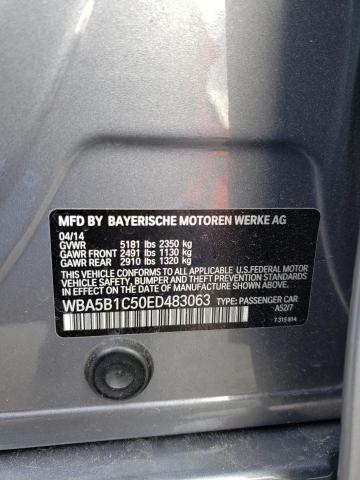 MFD BY BAYERISCHE MOTOREN WERKE AG
04/14
GVWR 5181 lbs 2350 kg
GAWR FRONT 2491 lbs 1130 kg
GAWR REAR 2910 lbs 1320 kg
THIS VEHICLE CONFORMS TO ALL APPLICABLE U.S.FEDERAL MOTOR
VEHICLE SAFETY, BUMPER, AND THEFT PREVENTION STANDARDS IN
EFFECT ON THE DATE OF MANUFACTURE SHOWN ABOVE.
WBA5B1C50ED483063 TYPE: PASSENGER CAR
A52/7